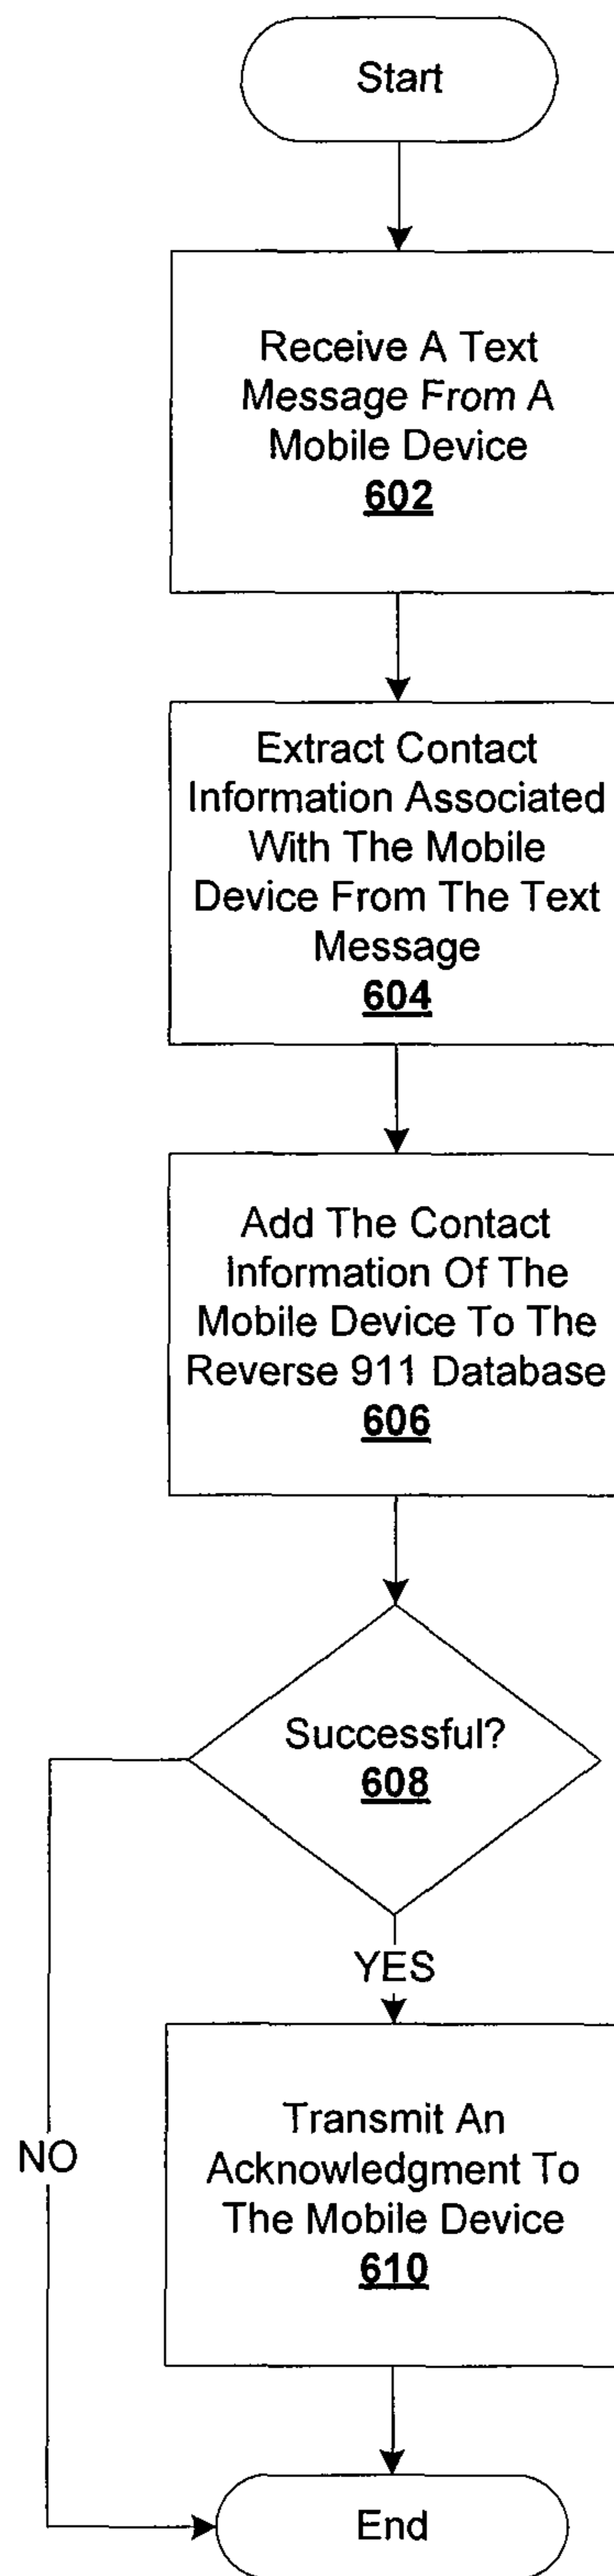 Start
Receive A Text
Message From A
Mobile Device
602
Extract Contact
Information Associated
With The Mobile
Device From The Text
Message
604
Add The Contact
Information Of The
Mobile Device To The
Reverse 911 Database
606
Successful?
608
YES
NO
Transmit An
Acknowledgment To
The Mobile Device
610
End